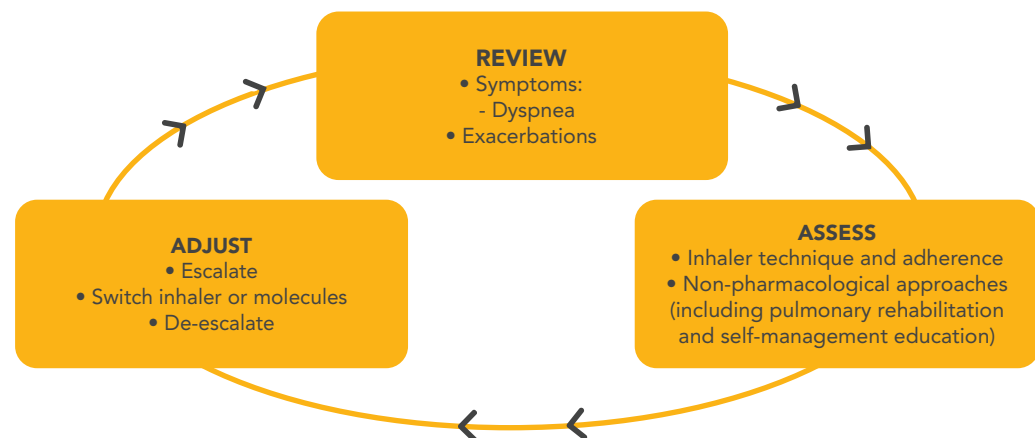 REVIEW
• Symptoms:
- Dyspnea
• Exacerbations
ADJUST
• Escalate
• Switch inhaler or molecules
• De-escalate
ASSESS
• Inhaler technique and adherence
• Non-pharmacological approaches
(including pulmonary rehabilitation
and self-management education)